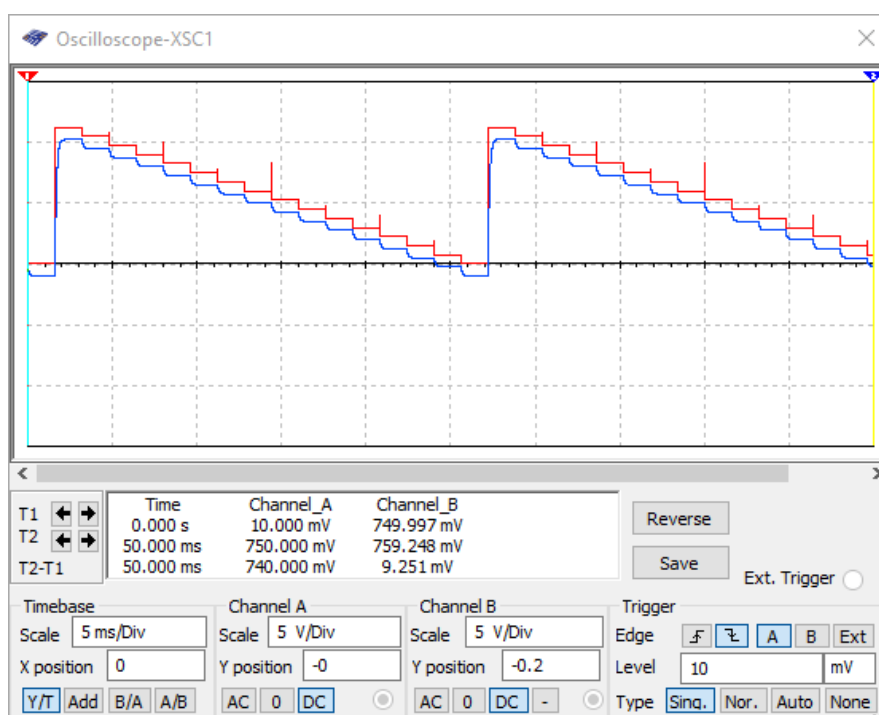 Oscilloscope-XSC1
1 2
Time Channel_A Channel_B
T1 0.000 s 10.000 mV 749.997 mV
T2 50.000 ms 750.000 mV 759.248 mV
T2-T1 50.000 ms 740.000 mV 9.251 mV
Reverse
Save
Ext. Trigger
Timebase
Scale 5 ms/Div
X position 0
Y/T Add B/A A/B
Channel A
Scale 5 V/Div
Y position -0
AC 0 DC
Channel B
Scale 5 V/Div
Y position -0.2
AC 0 DC -
Trigger
Edge A B Ext
Level 10 mV
Type Sing. Nor. Auto None